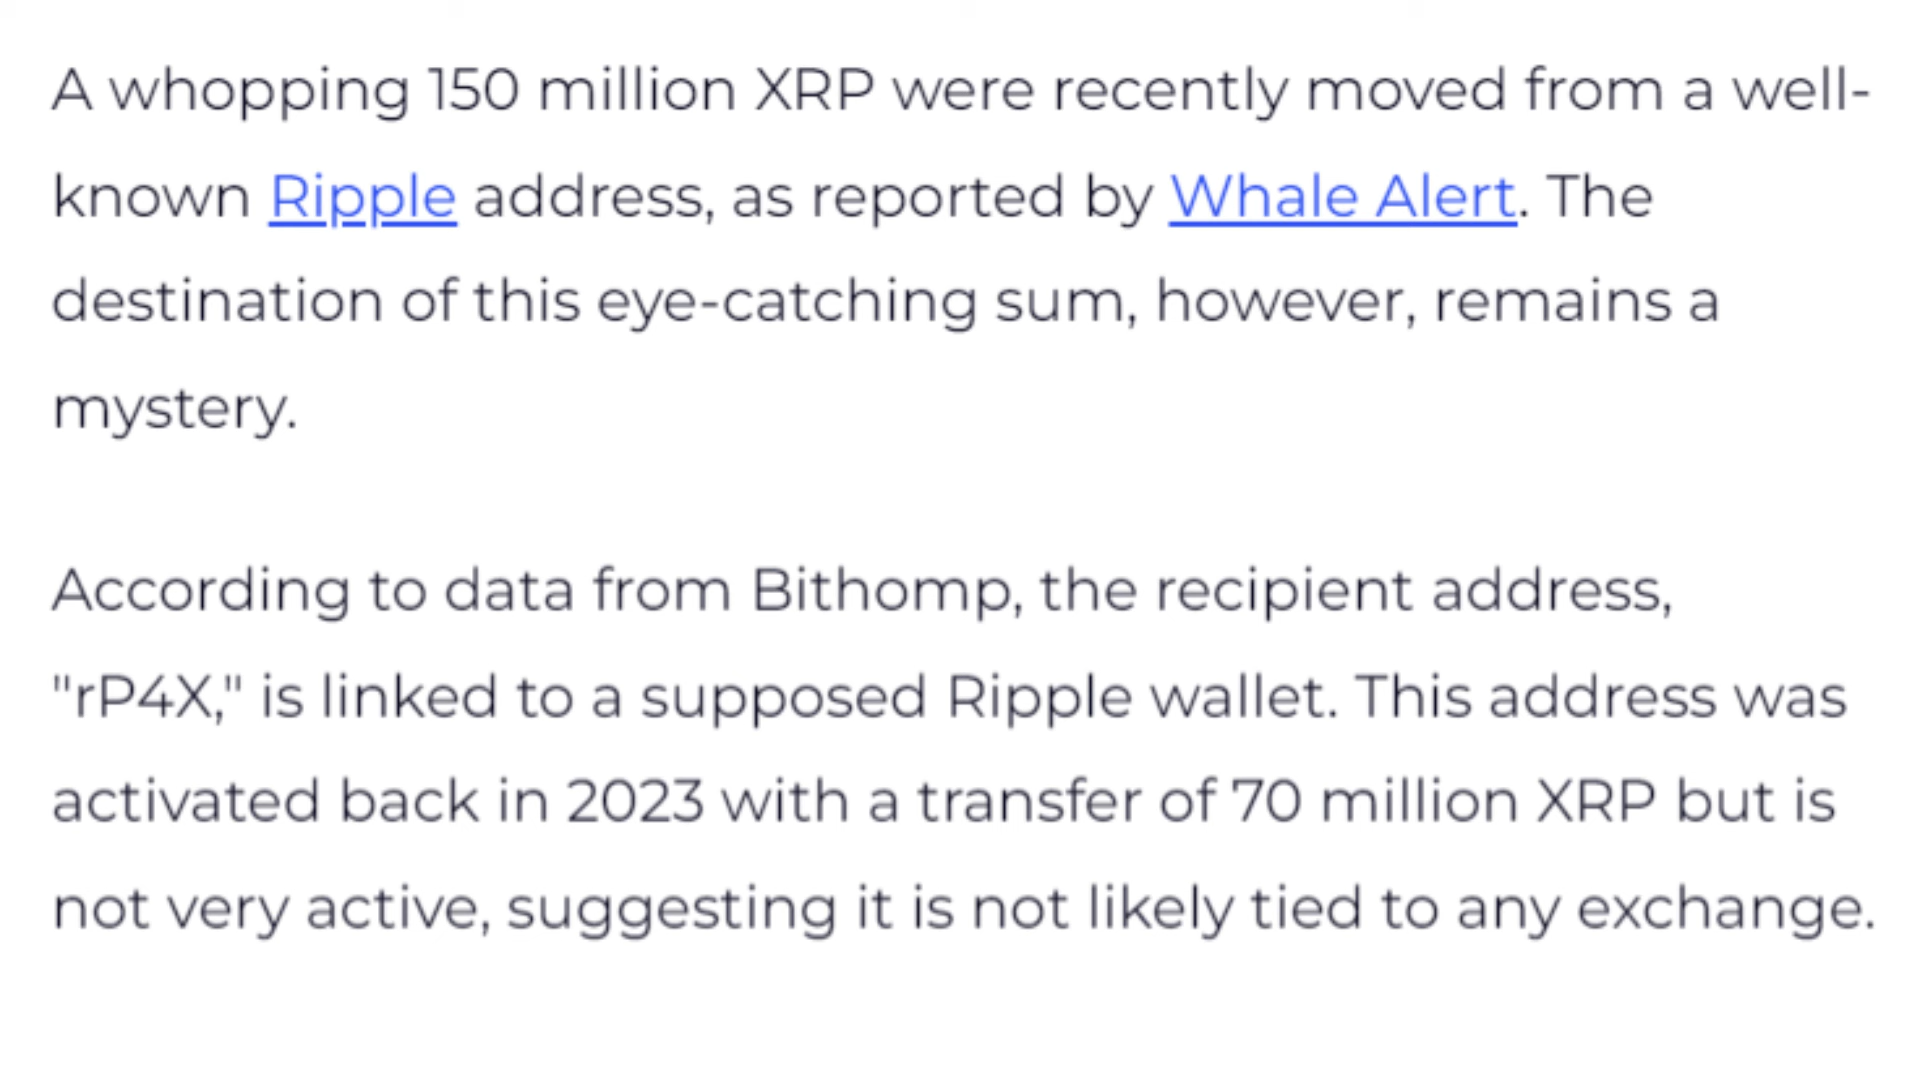 A whopping 150 million XRP were recently moved from a well-
known Ripple address, as reported by Whale Alert. The
destination of this eye-catching sum, however, remains a
mystery.
According to data from Bithomp, the recipient address,
"rP4X," is linked to a supposed Ripple wallet. This address was
activated back in 2023 with a transfer of 70 million XRP but is
not very active, suggesting it is not likely tied to any exchange.